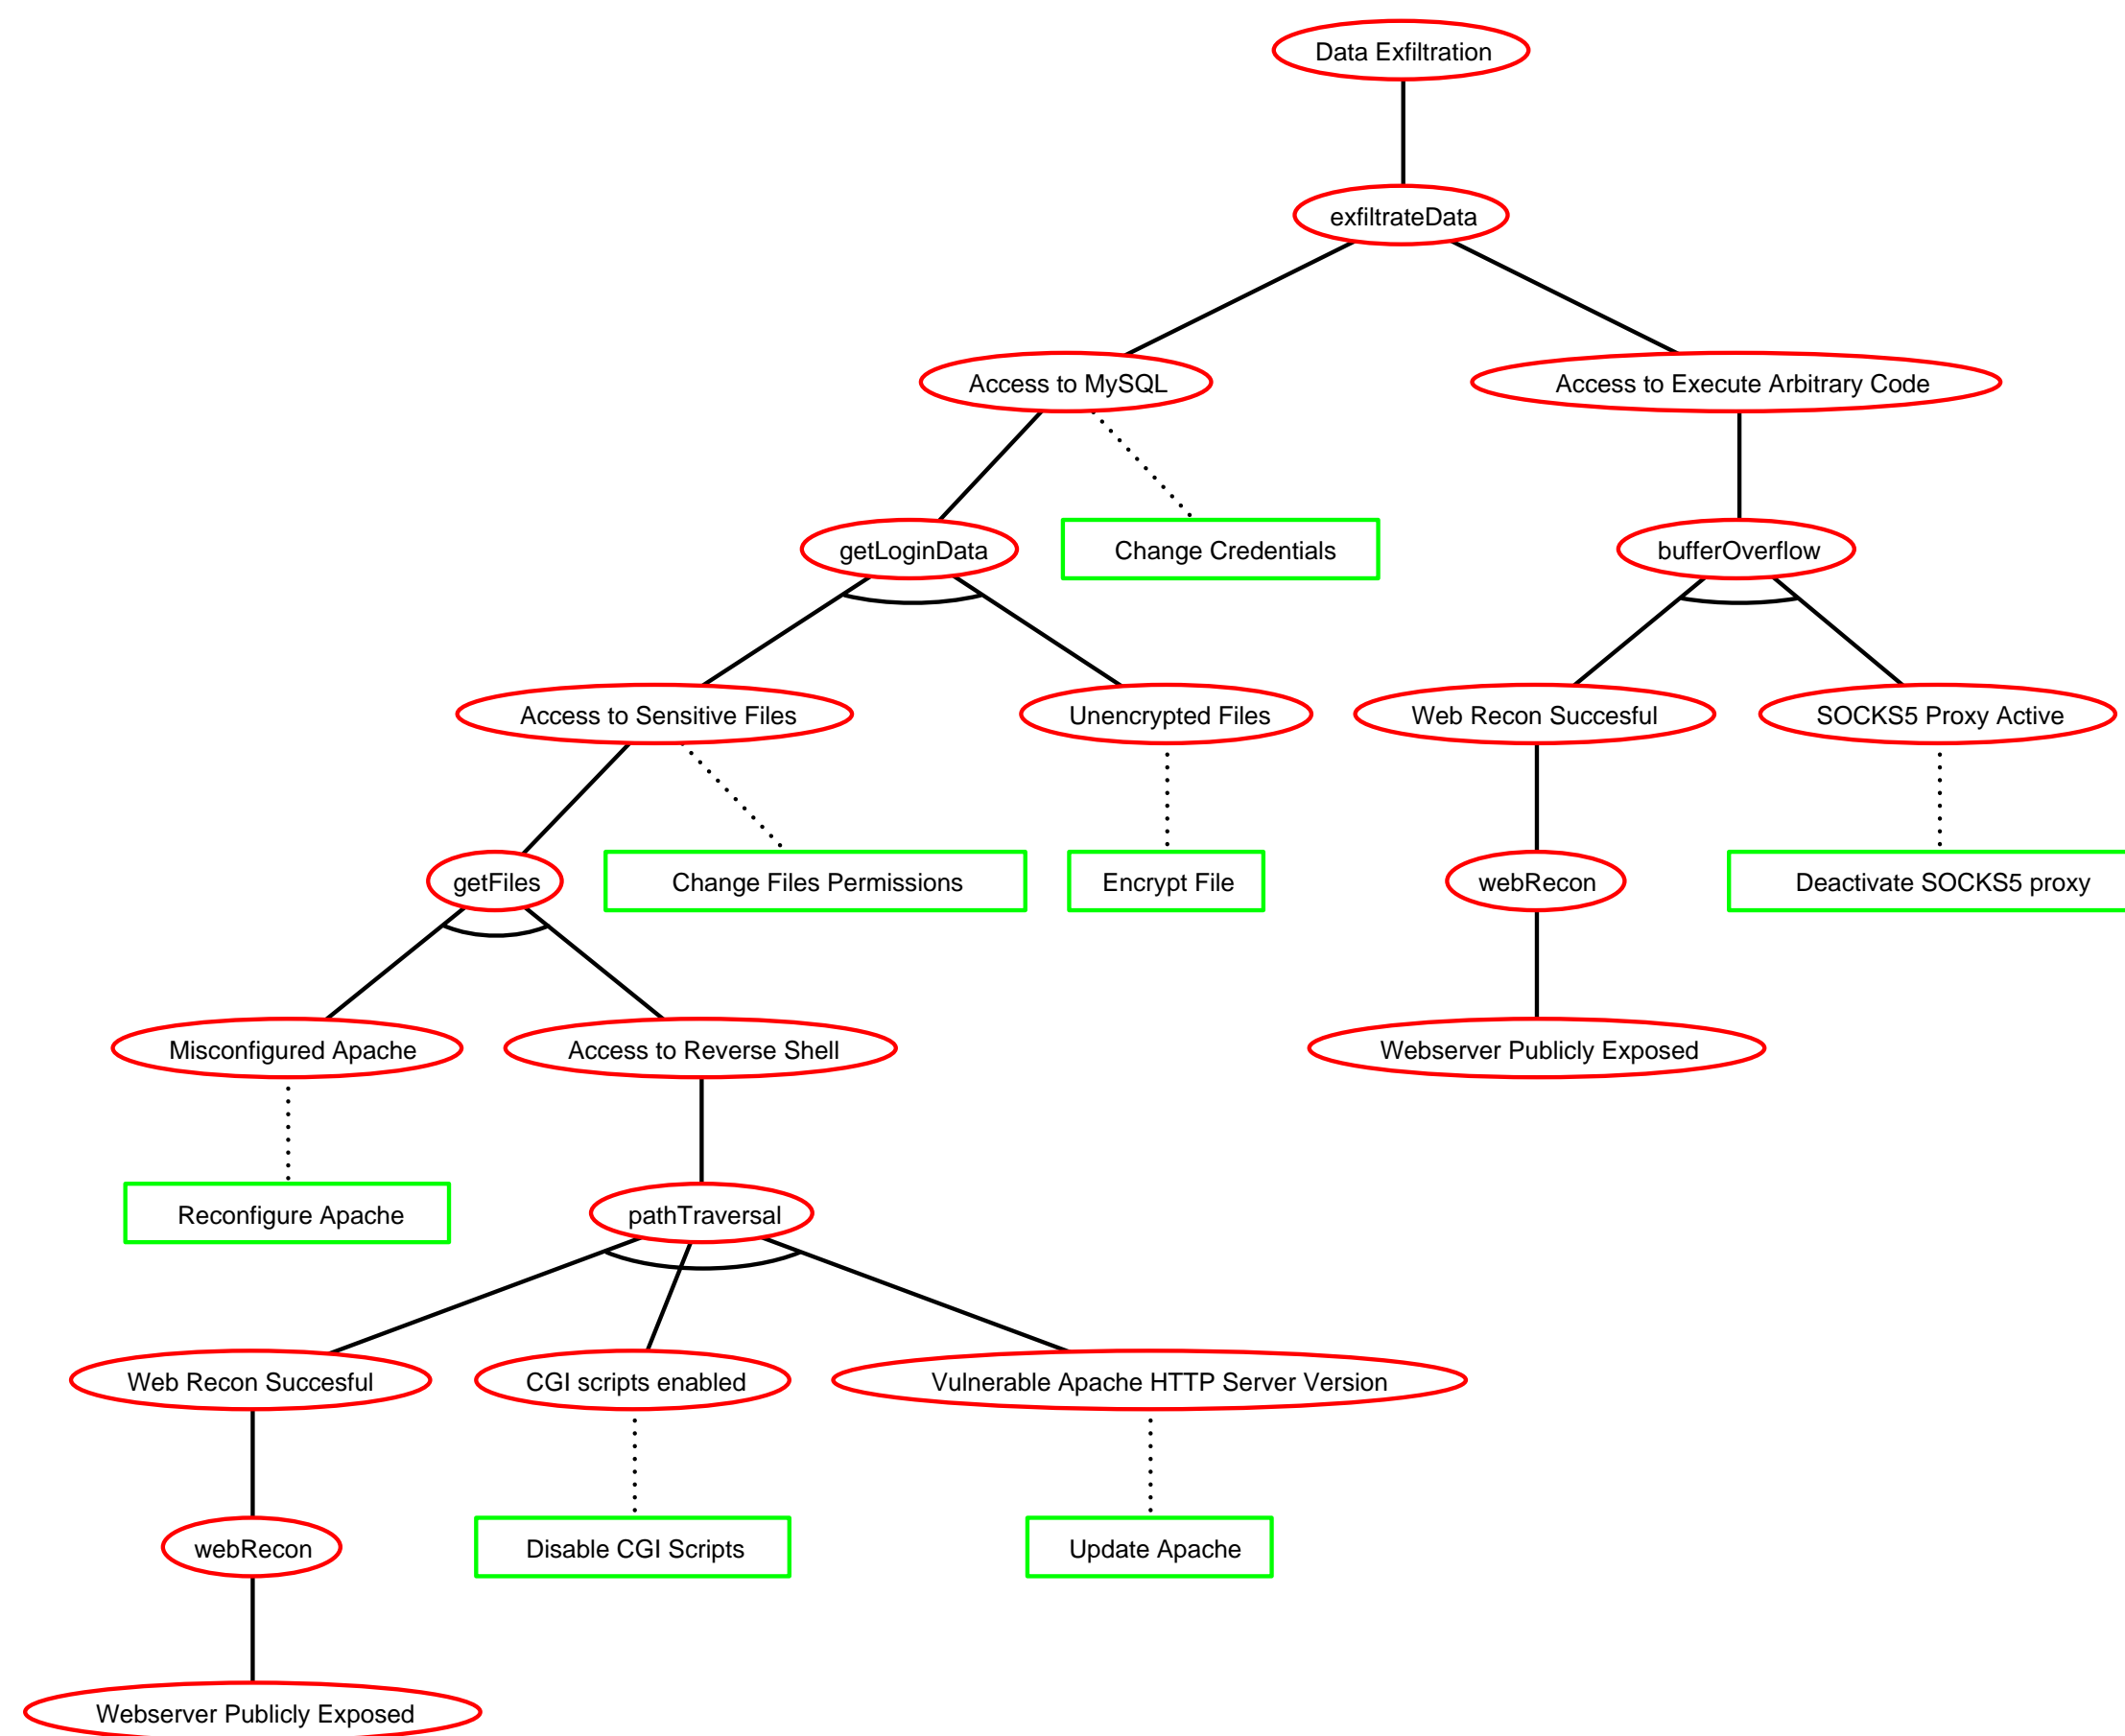 Data Exfiltration
exfiltrateData
Access to MySQL
Access to Execute Arbitrary Code
getLoginData
Change Credentials
bufferOverflow
Access to Sensitive Files
Unencrypted Files
Web Recon Succesful
SOCKS5 Proxy Active
getFiles
Change Files Permissions
Encrypt File
webRecon
Deactivate SOCKS5 proxy
Misconfigured Apache
Access to Reverse Shell
Webserver Publicly Exposed
Reconfigure Apache
pathTraversal
Web Recon Succesful
CGI scripts enabled
Vulnerable Apache HTTP Server Version
webRecon
Disable CGI Scripts
Update Apache
Webserver Publicly Exposed